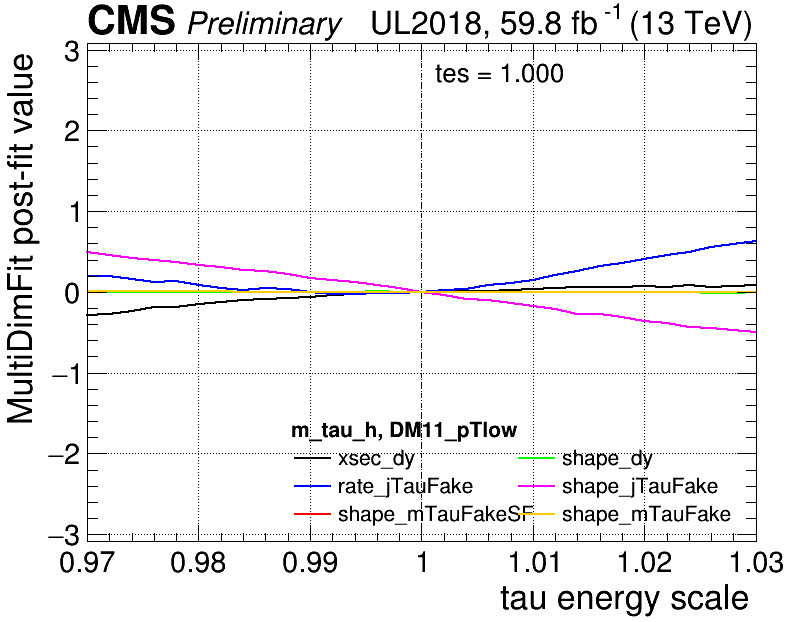 CMS Preliminary UL2018, 59.8 fb⁻¹ (13 TeV)
tes = 1.000
MultiDimFit post-fit value
3
2
1
0
−1
−2
−3
m_tau_h, DM11_pTlow
xsec_dy shape_dy
rate_jTauFake shape_jTauFake
shape_mTauFakeSF shape_mTauFake
0.97 0.98 0.99 1 1.01 1.02 1.03
tau energy scale